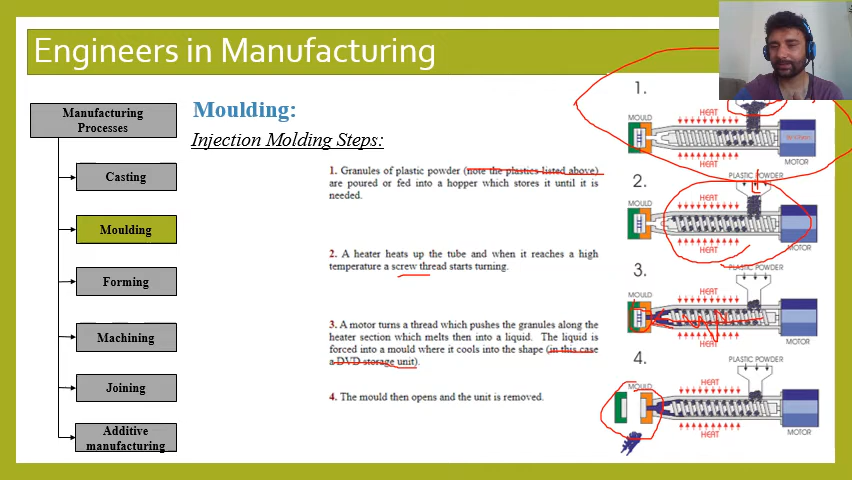 Engineers in Manufacturing
Manufacturing
Processes
Casting
Moulding
Forming
Machining
Joining
Additive
manufacturing
Moulding:
Injection Molding Steps:
1. Granules of plastic powder (note the plastics listed above)
are poured or fed into a hopper which stores it until it is
needed.
2. A heater heats up the tube and when it reaches a high
temperature a screw thread starts turning.
3. A motor turns a thread which pushes the granules along the
heater section which melts then into a liquid. The liquid is
forced into a mould where it cools into the shape (in this case
a DVD storage unit).
4. The mould then opens and the unit is removed.
1.
MOULD
HEAT
HEAT
MOTOR
2.
PLASTIC POWDER
MOULD
HEAT
HEAT
MOTOR
3.
PLASTIC POWDER
MOULD
HEAT
HEAT
MOTOR
4.
PLASTIC POWDER
MOULD
HEAT
HEAT
MOTOR